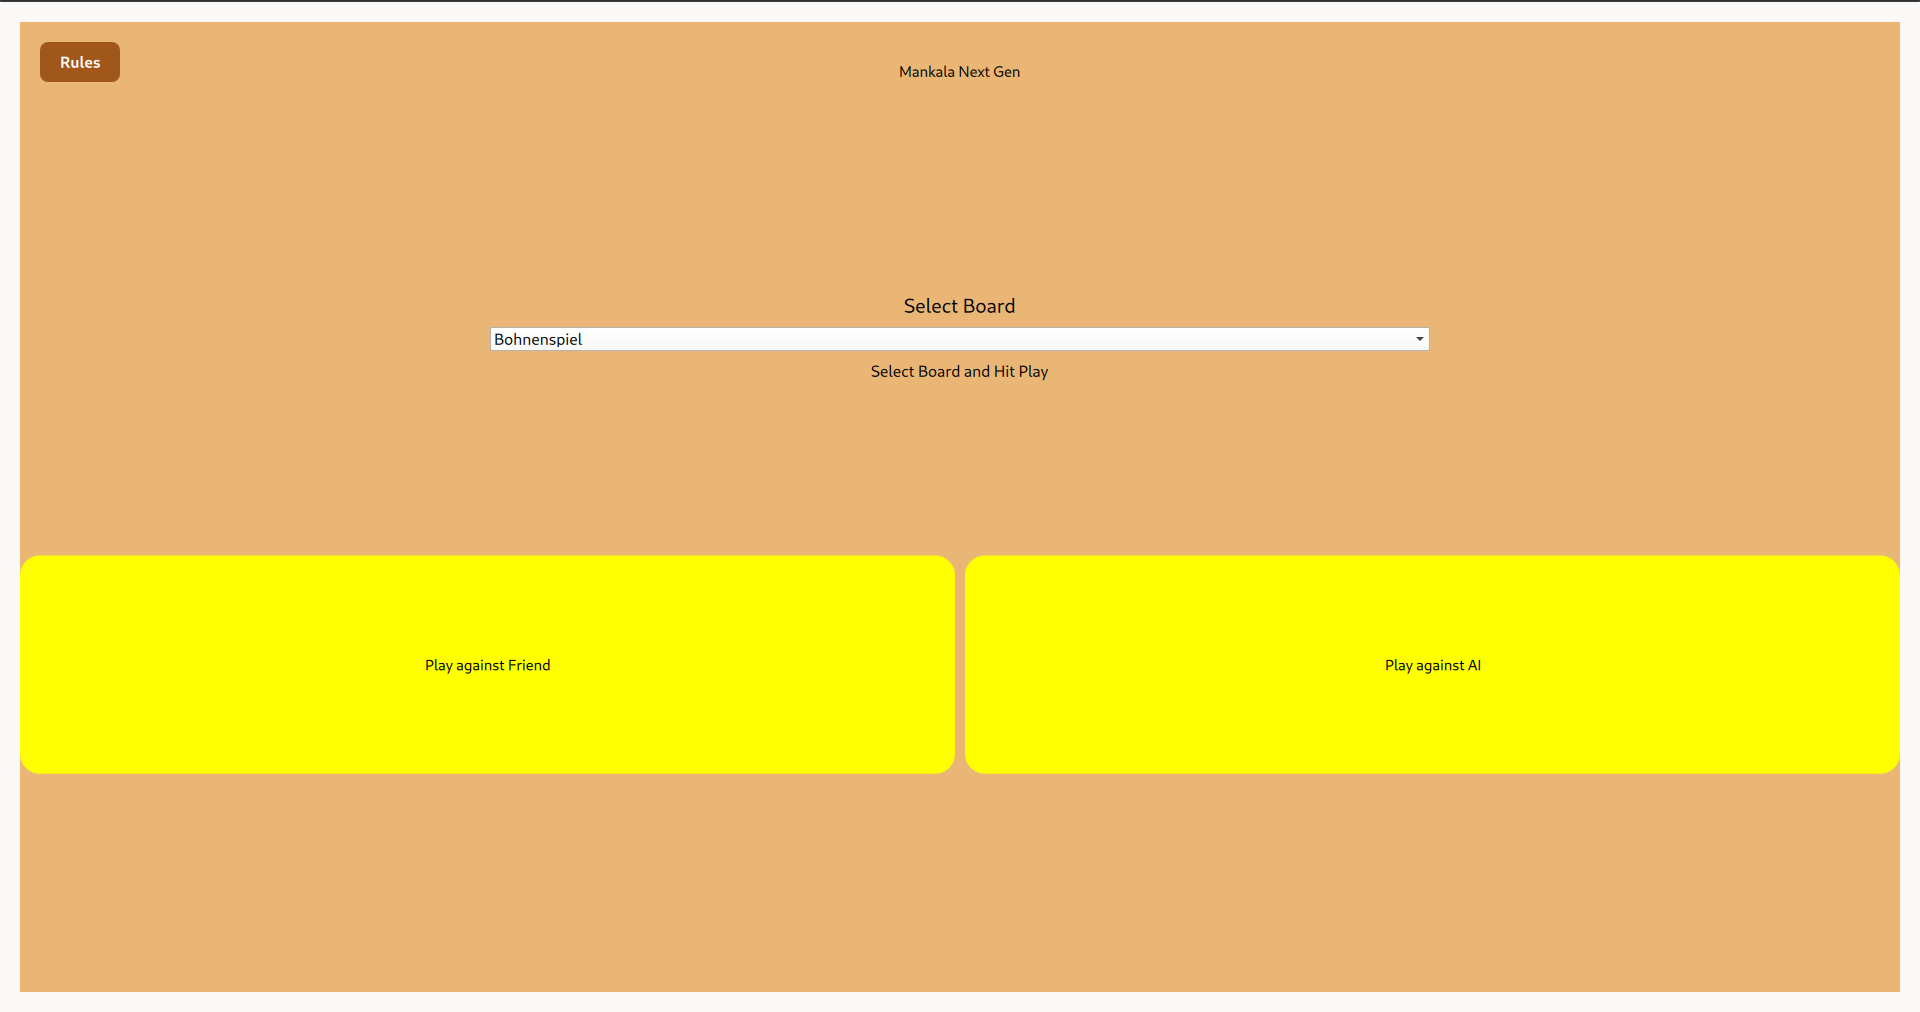 Rules
Mankala Next Gen
Select Board
Bohnenspiel
Select Board and Hit Play
Play against Friend
Play against AI